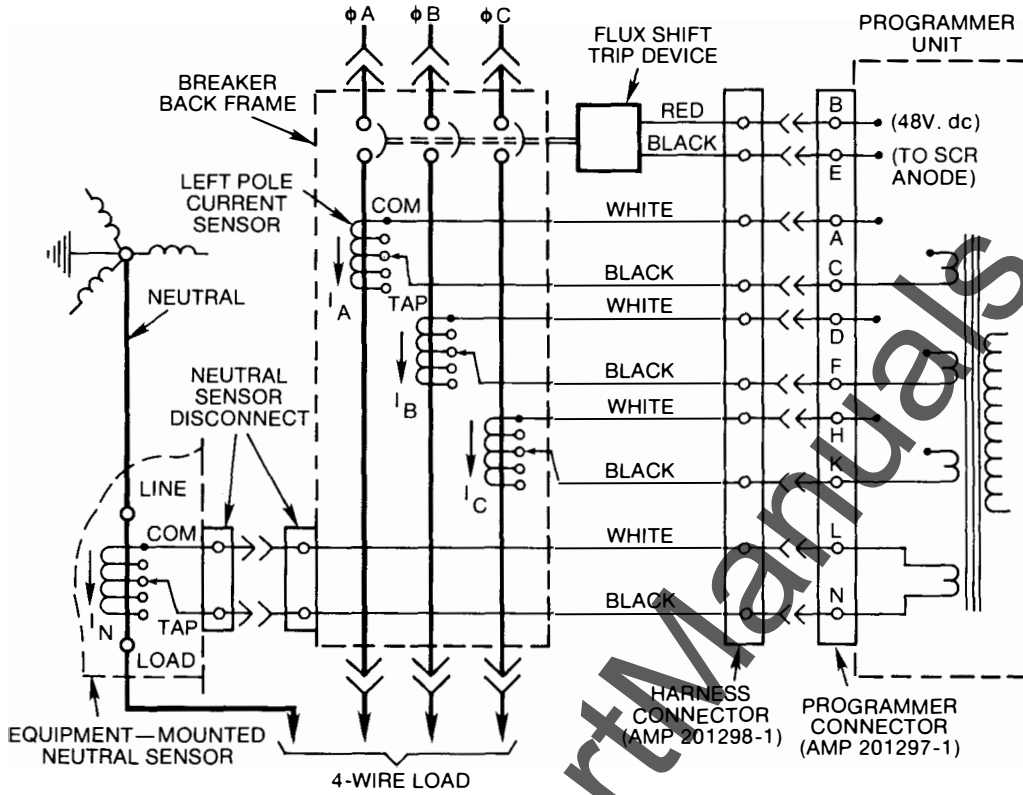 ϕA ϕB ϕC
FLUX SHIFT
TRIP DEVICE
PROGRAMMER
UNIT
BREAKER
BACK FRAME
RED
B
(48V. dc)
BLACK
E
(TO SCR
ANODE)
LEFT POLE
CURRENT
SENSOR
COM
WHITE
A
I A
TAP
BLACK
C
NEUTRAL
WHITE
D
I B
BLACK
F
NEUTRAL
SENSOR
DISCONNECT
WHITE
H
I C
BLACK
K
LINE
COM
WHITE
L
I N
TAP
BLACK
N
LOAD
EQUIPMENT—MOUNTED
NEUTRAL SENSOR
4-WIRE LOAD
HARNESS
CONNECTOR
(AMP 201298-1)
PROGRAMMER
CONNECTOR
(AMP 201297-1)
rtManuals